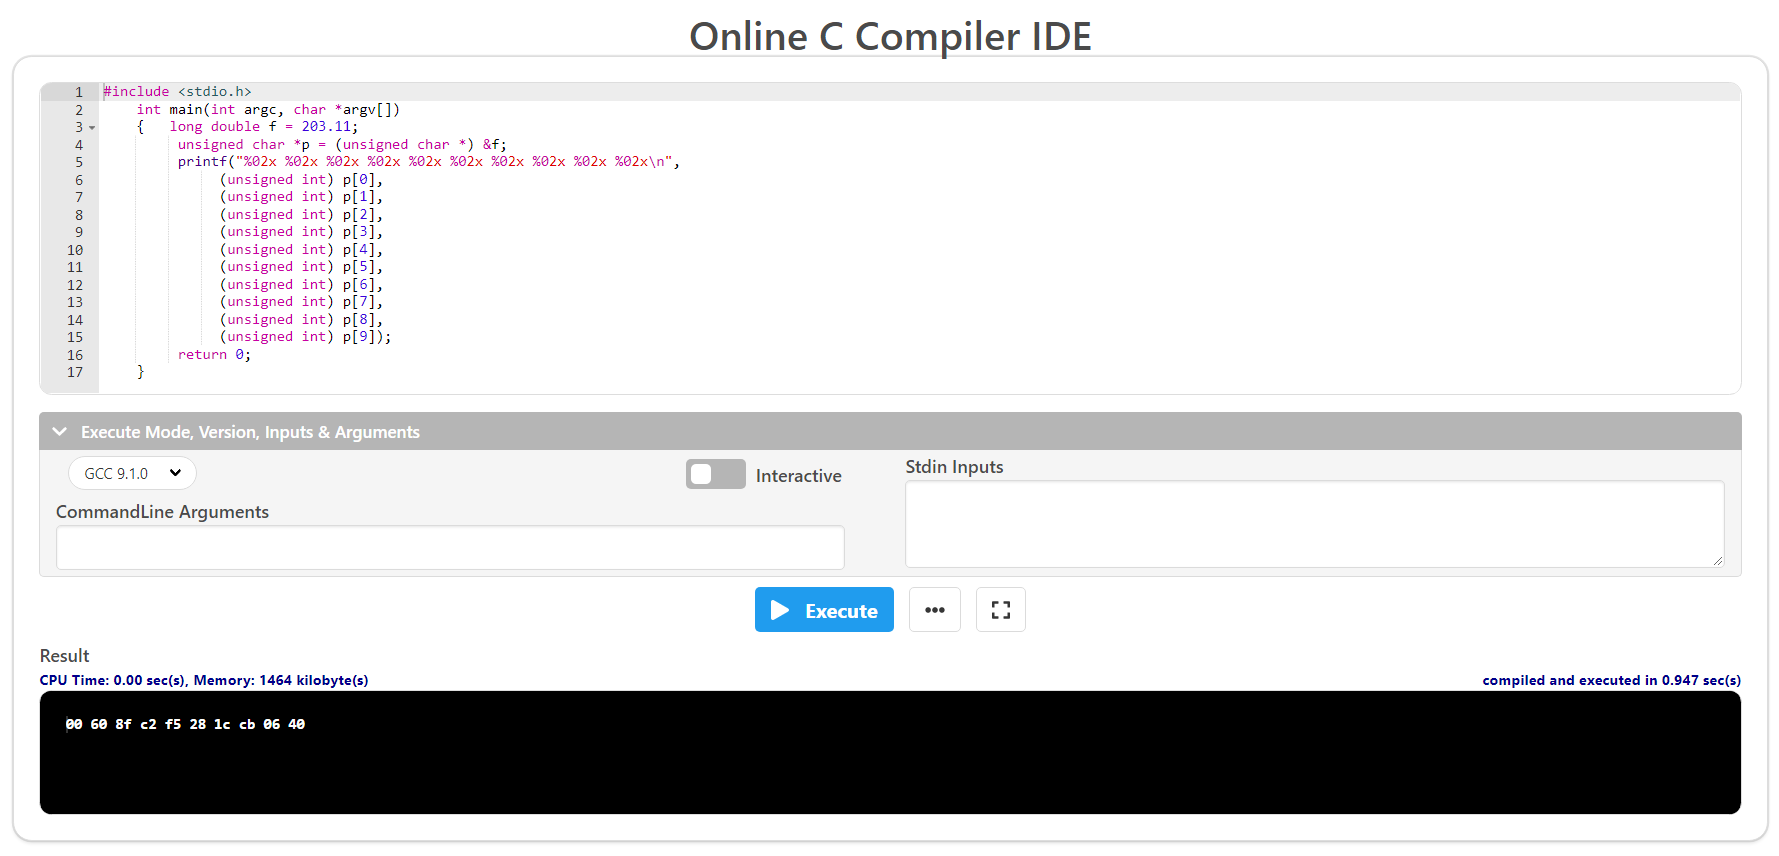 Online C Compiler IDE
1 #include <stdio.h>
2 int main(int argc, char *argv[])
3 { long double f = 203.11;
4 unsigned char *p = (unsigned char *) &f;
5 printf("%02x %02x %02x %02x %02x %02x %02x %02x %02x %02x\n",
6 (unsigned int) p[0],
7 (unsigned int) p[1],
8 (unsigned int) p[2],
9 (unsigned int) p[3],
10 (unsigned int) p[4],
11 (unsigned int) p[5],
12 (unsigned int) p[6],
13 (unsigned int) p[7],
14 (unsigned int) p[8],
15 (unsigned int) p[9]);
16 return 0;
17 }
Execute Mode, Version, Inputs & Arguments
GCC 9.1.0
Interactive
Stdin Inputs
CommandLine Arguments
Execute
Result
CPU Time: 0.00 sec(s), Memory: 1464 kilobyte(s)
compiled and executed in 0.947 sec(s)
00 60 8f c2 f5 28 1c cb 06 40